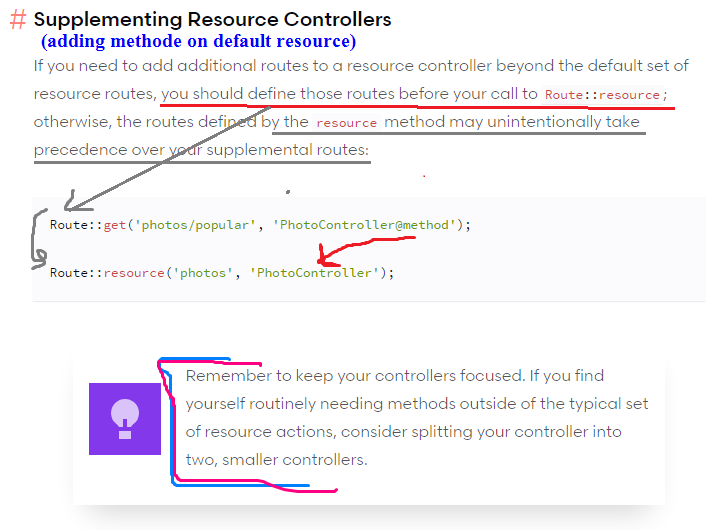 # Supplementing Resource Controllers
(adding methode on default resource)
If you need to add additional routes to a resource controller beyond the default set of
resource routes, you should define those routes before your call to Route::resource;
otherwise, the routes defined by the resource method may unintentionally take
precedence over your supplemental routes:
Route::get('photos/popular', 'PhotoController@method');
Route::resource('photos', 'PhotoController');
Remember to keep your controllers focused. If you find
yourself routinely needing methods outside of the typical set
of resource actions, consider splitting your controller into
two, smaller controllers.